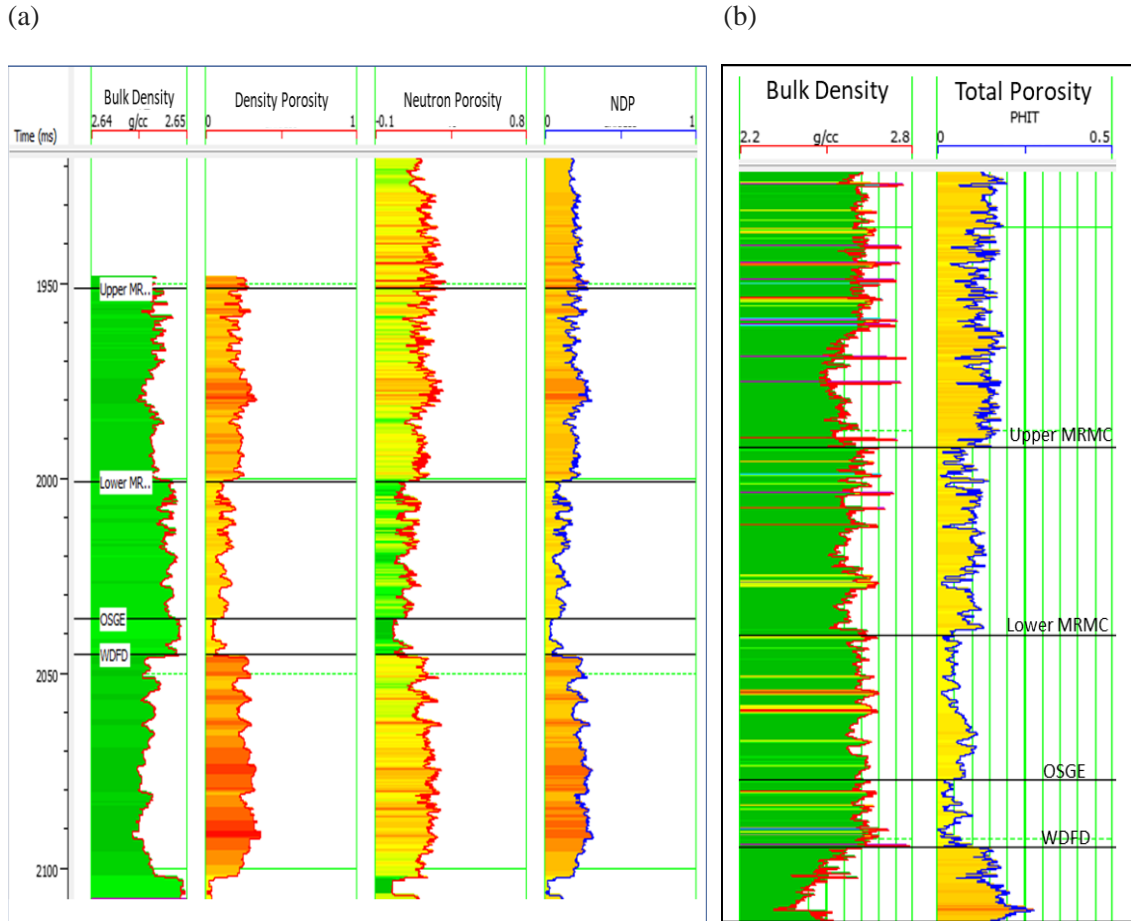 (a)
(b)
Bulk Density
2.64 g/cc 2.65
Density Porosity
0 1
Neutron Porosity
-0.1 0.8
NDP
0 1
Time (ms)
1950
2000
2050
2100
Upper MR..
Lower MR..
OSGE
WDFD
Bulk Density
2.2 g/cc 2.8
Total Porosity
PHIT
0 0.5
Upper MRMC
Lower MRMC
OSGE
WDFD